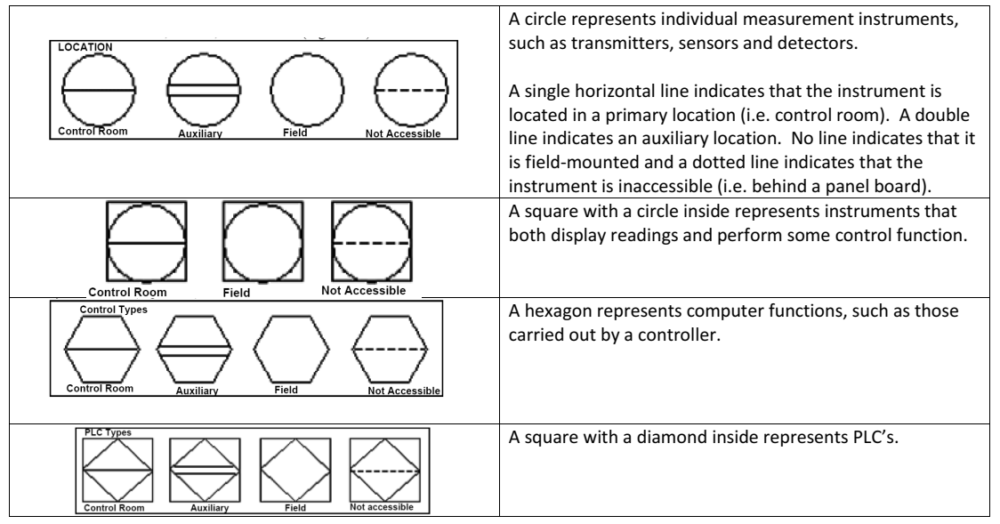 LOCATION
Control Room
Auxiliary
Field
Not Accessible
A circle represents individual measurement instruments,
such as transmitters, sensors and detectors.
A single horizontal line indicates that the instrument is
located in a primary location (i.e. control room).  A double
line indicates an auxiliary location.  No line indicates that it
is field-mounted and a dotted line indicates that the
instrument is inaccessible (i.e. behind a panel board).
Control Room
Field
Not Accessible
A square with a circle inside represents instruments that
both display readings and perform some control function.
Control Types
Control Room
Auxiliary
Field
Not Accessible
A hexagon represents computer functions, such as those
carried out by a controller.
PLC Types
Control Room
Auxiliary
Field
Not accessible
A square with a diamond inside represents PLC’s.